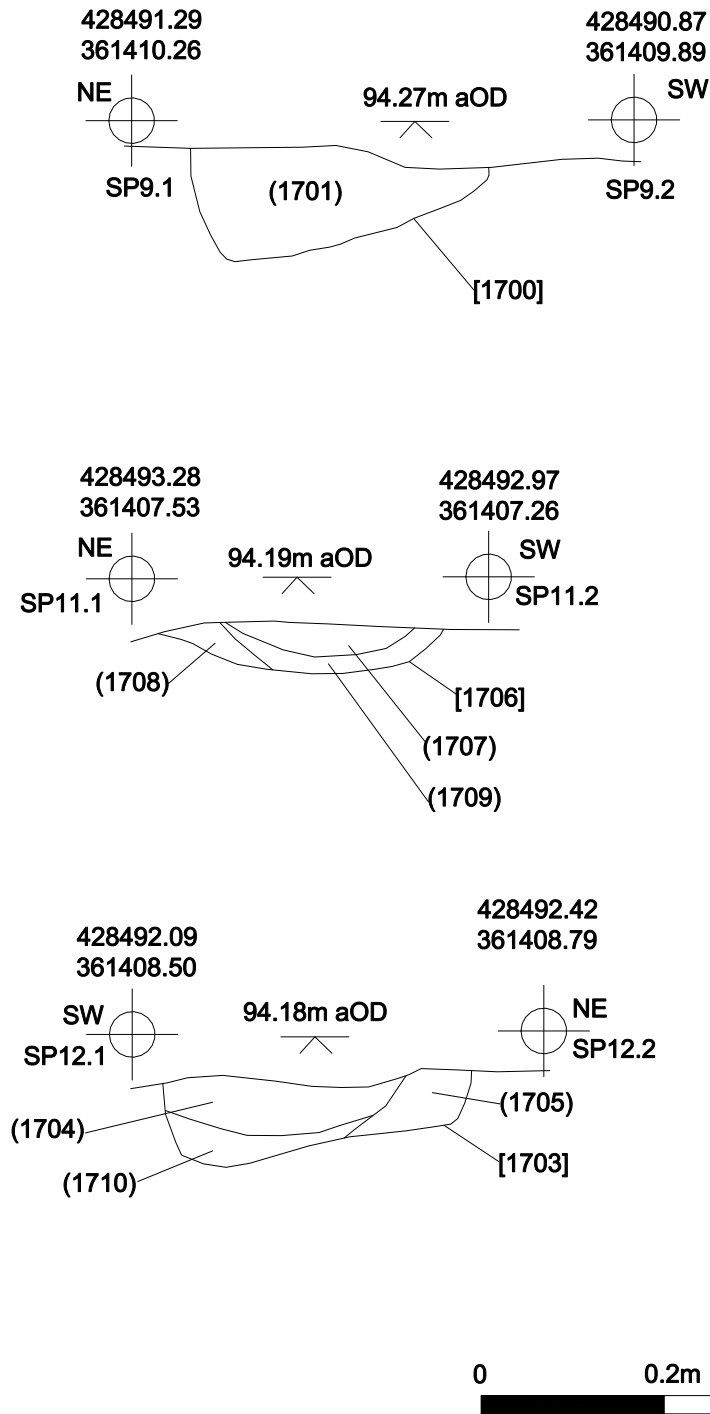 428491.29
361410.26
428490.87
361409.89
NE
94.27m aOD
SW
SP9.1
(1701)
SP9.2
[1700]
428493.28
361407.53
428492.97
361407.26
NE
94.19m aOD
SW
SP11.1
SP11.2
(1708)
[1706]
(1707)
(1709)
428492.09
361408.50
428492.42
361408.79
SW
94.18m aOD
NE
SP12.1
SP12.2
(1704)
(1705)
(1710)
[1703]
0
0.2m